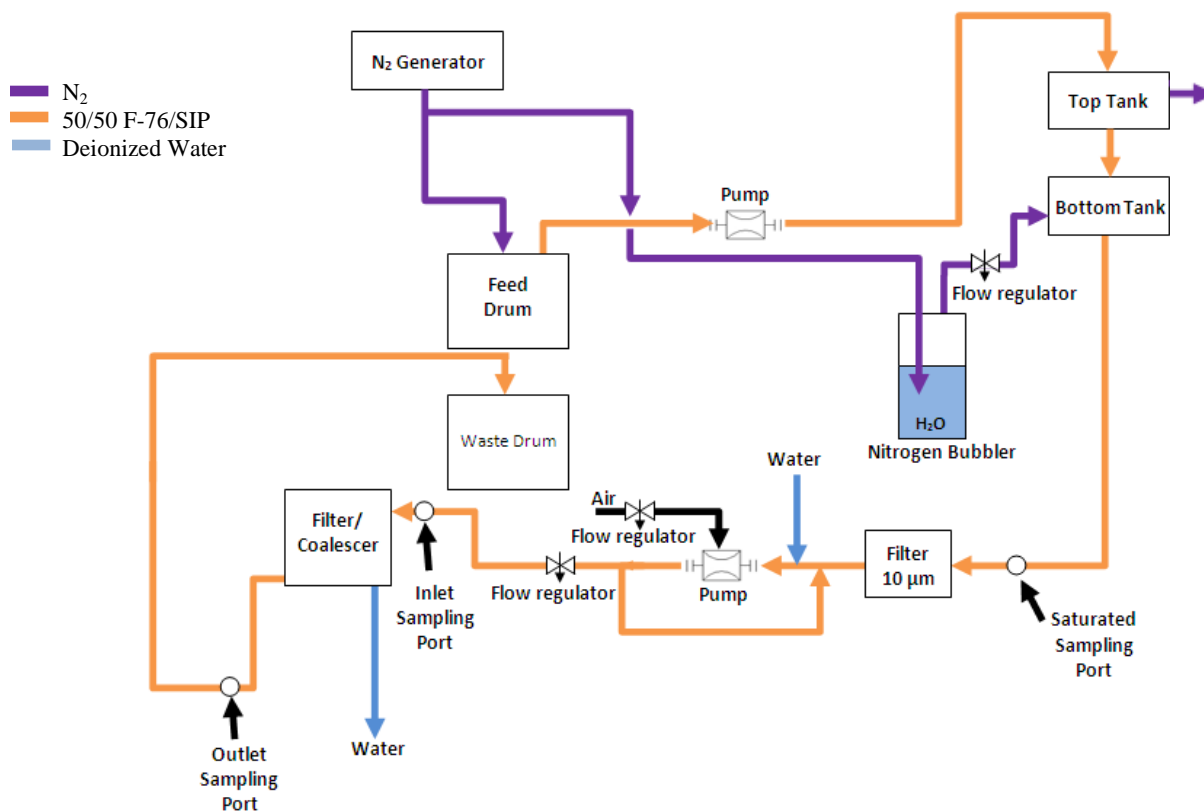 N₂ Generator
N₂
50/50 F-76/SIP
Deionized Water
Top Tank
Pump
Bottom Tank
Feed
Drum
Flow regulator
H₂O
Nitrogen Bubbler
Waste Drum
Water
Air
Flow regulator
Filter/
Coalescer
Filter
10 µm
Pump
Flow regulator
Inlet
Sampling
Port
Saturated
Sampling
Port
Water
Outlet
Sampling
Port